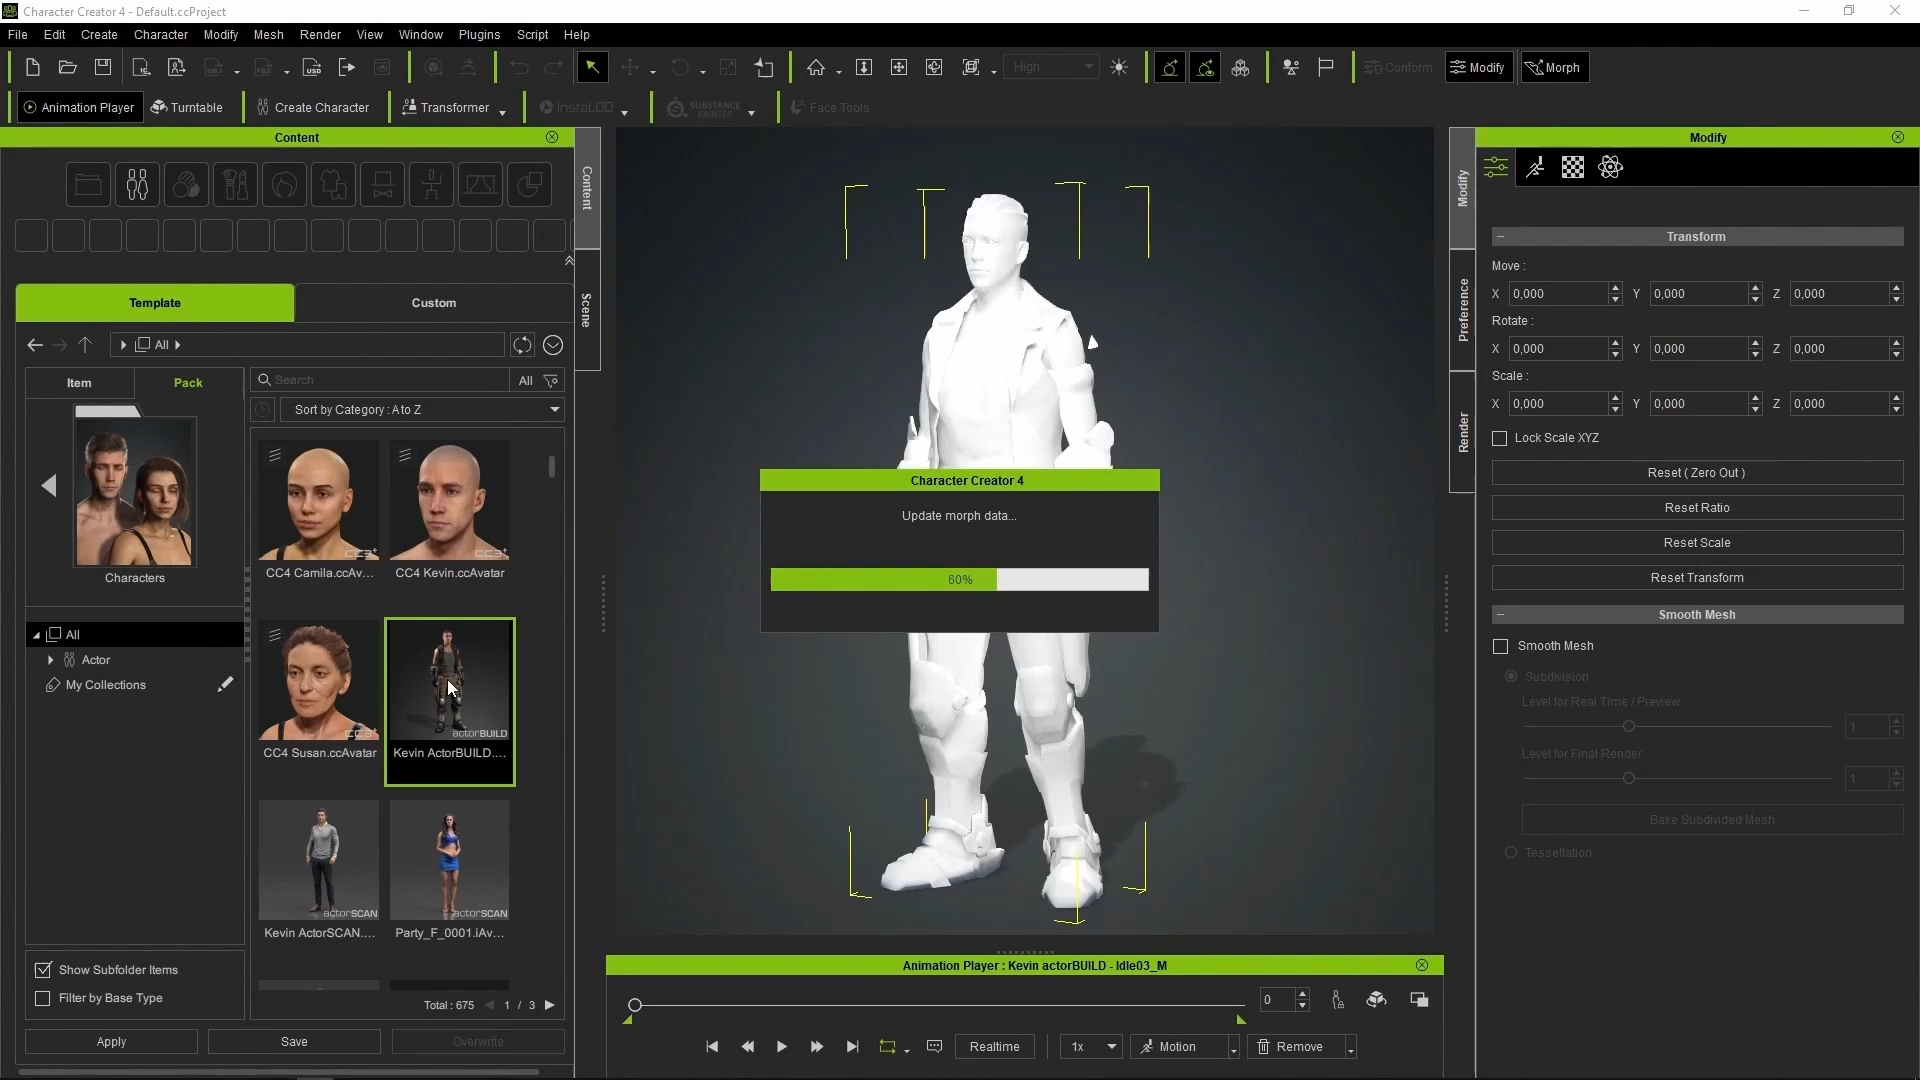 Character Creator 4 - Default.ccProject
File Edit Create Character Modify Mesh Render View Window Plugins Script Help
High Conform Modify Morph
Animation Player Turntable Create Character Transformer InstaLOD SUBSTANCE PAINTER Face Tools
Content
Template Custom
All
Item Pack
Search All
Sort by Category : A to Z
Characters
CC3+
CC3+
CC4 Camila.ccAv... CC4 Kevin.ccAvatar
All
Actor
My Collections
CC3+
actorBUILD
CC4 Susan.ccAvatar Kevin ActorBUILD....
actorSCAN
actorSCAN
Kevin ActorSCAN.... Party_F_0001.iAv...
Show Subfolder Items
Filter by Base Type
Total : 675 1 / 3
Apply Save Overwrite
Content
Scene
Character Creator 4
Update morph data...
60%
Animation Player : Kevin actorBUILD - Idle03_M
0
Realtime 1x Motion Remove
Modify
Preference
Render
Modify
Transform
Move :
X 0,000 Y 0,000 Z 0,000
Rotate :
X 0,000 Y 0,000 Z 0,000
Scale :
X 0,000 Y 0,000 Z 0,000
Lock Scale XYZ
Reset ( Zero Out )
Reset Ratio
Reset Scale
Reset Transform
Smooth Mesh
Smooth Mesh
Subdivision
Level for Real Time / Preview
1
Level for Final Render
1
Bake Subdivided Mesh
Tessellation